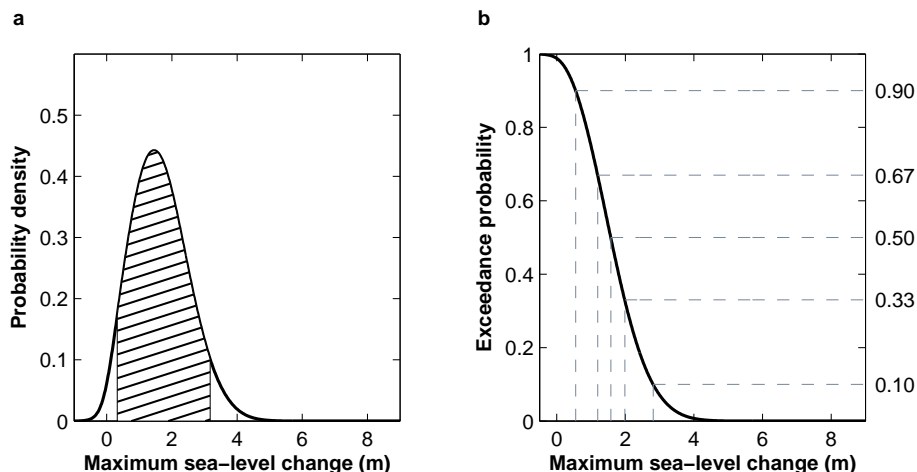 a
Probability density
0.5
0.4
0.3
0.2
0.1
0
0 2 4 6 8
Maximum sea−level change (m)
b
Exceedance probability
1
0.8
0.6
0.4
0.2
0
0.90
0.67
0.50
0.33
0.10
0 2 4 6 8
Maximum sea−level change (m)